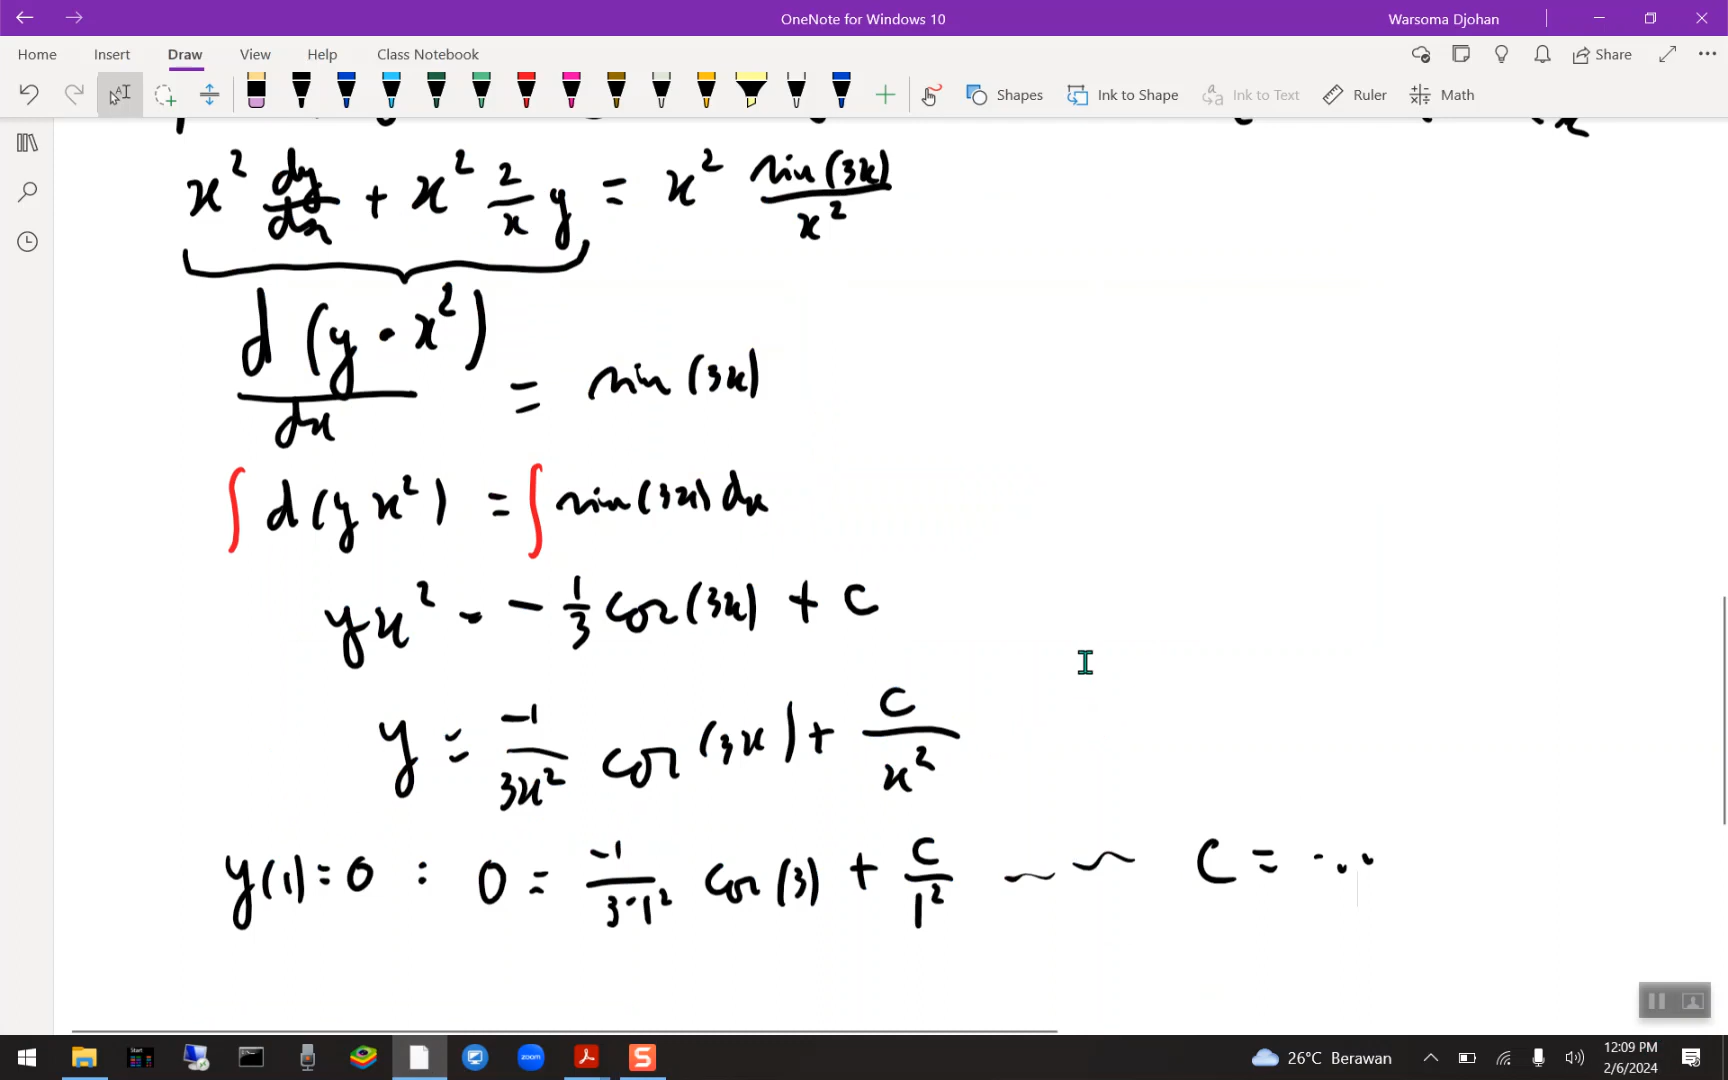 OneNote for Windows 10
Warsoma Djohan
Home Insert Draw View Help Class Notebook
Share
Shapes Ink to Shape Ink to Text Ruler Math
x² dy/dx + x² 2/x y = x² sin(3x)/x²
d(y · x²)/dx = sin(3x)
∫ d(y x²) = ∫ sin(3x) dx
yx² = - 1/3 cos(3x) + C
y = -1/3x² cos(3x) + C/x²
y(1) = 0 : 0 = -1/3·1² cos(3) + C/1² ~ ~ C = ...
Start
zoom
26°C Berawan
12:09 PM
2/6/2024